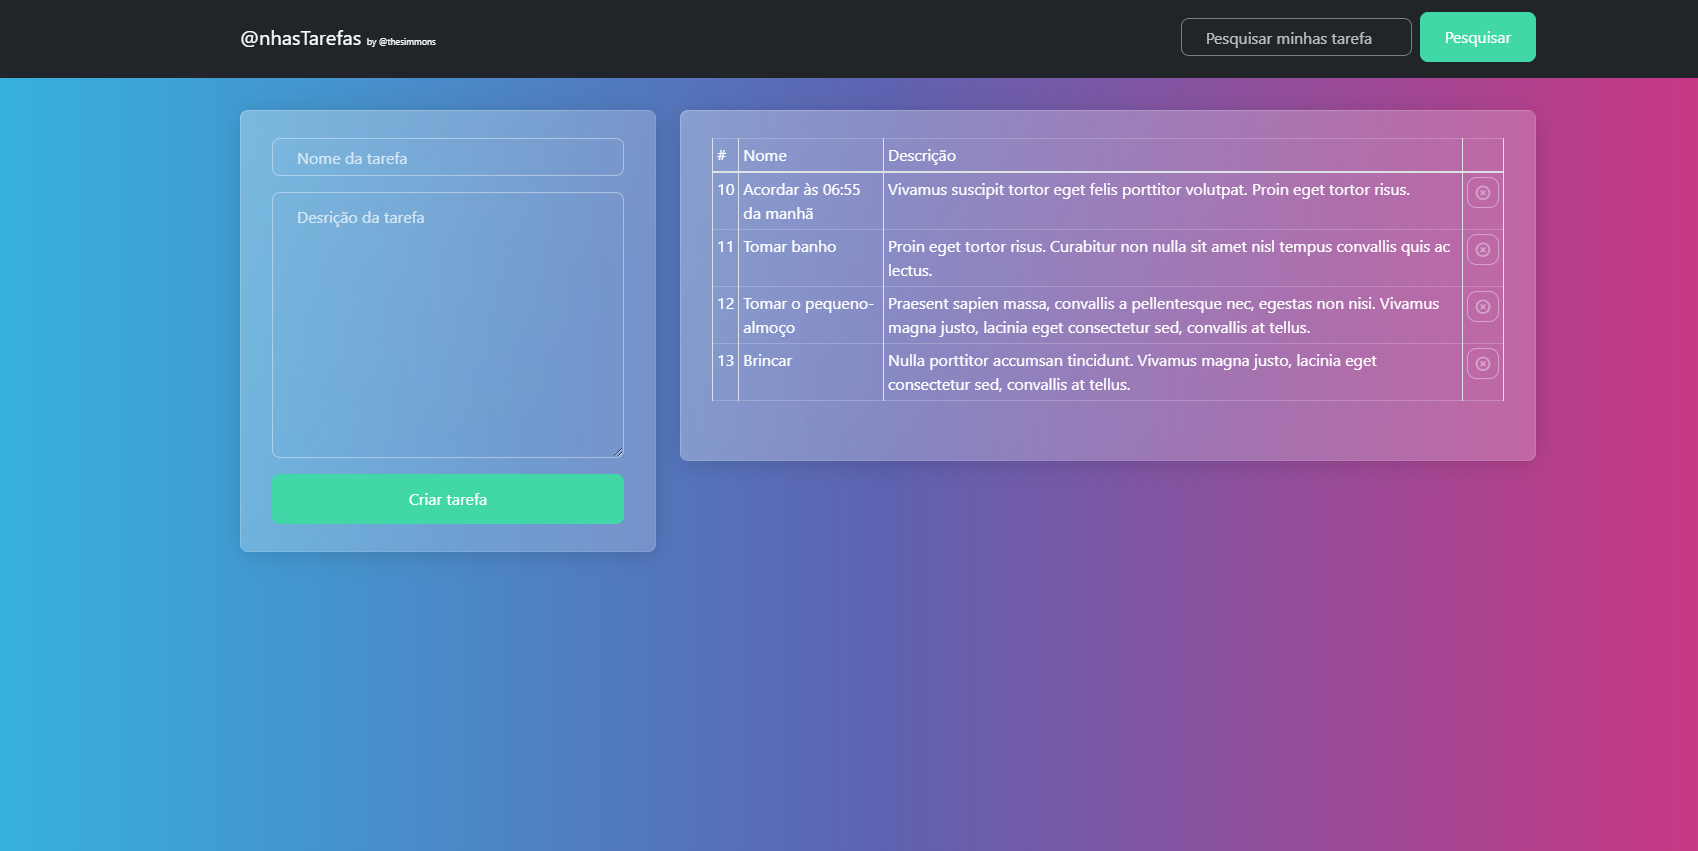 @nhasTarefas by @thesimmons
Pesquisar minhas tarefa
Pesquisar
Nome da tarefa
Desrição da tarefa
Criar tarefa
# Nome Descrição
10 Acordar às 06:55 Vivamus suscipit tortor eget felis porttitor volutpat. Proin eget tortor risus.
da manhã
11 Tomar banho Proin eget tortor risus. Curabitur non nulla sit amet nisl tempus convallis quis ac
lectus.
12 Tomar o pequeno- Praesent sapien massa, convallis a pellentesque nec, egestas non nisi. Vivamus
almoço magna justo, lacinia eget consectetur sed, convallis at tellus.
13 Brincar Nulla porttitor accumsan tincidunt. Vivamus magna justo, lacinia eget
consectetur sed, convallis at tellus.